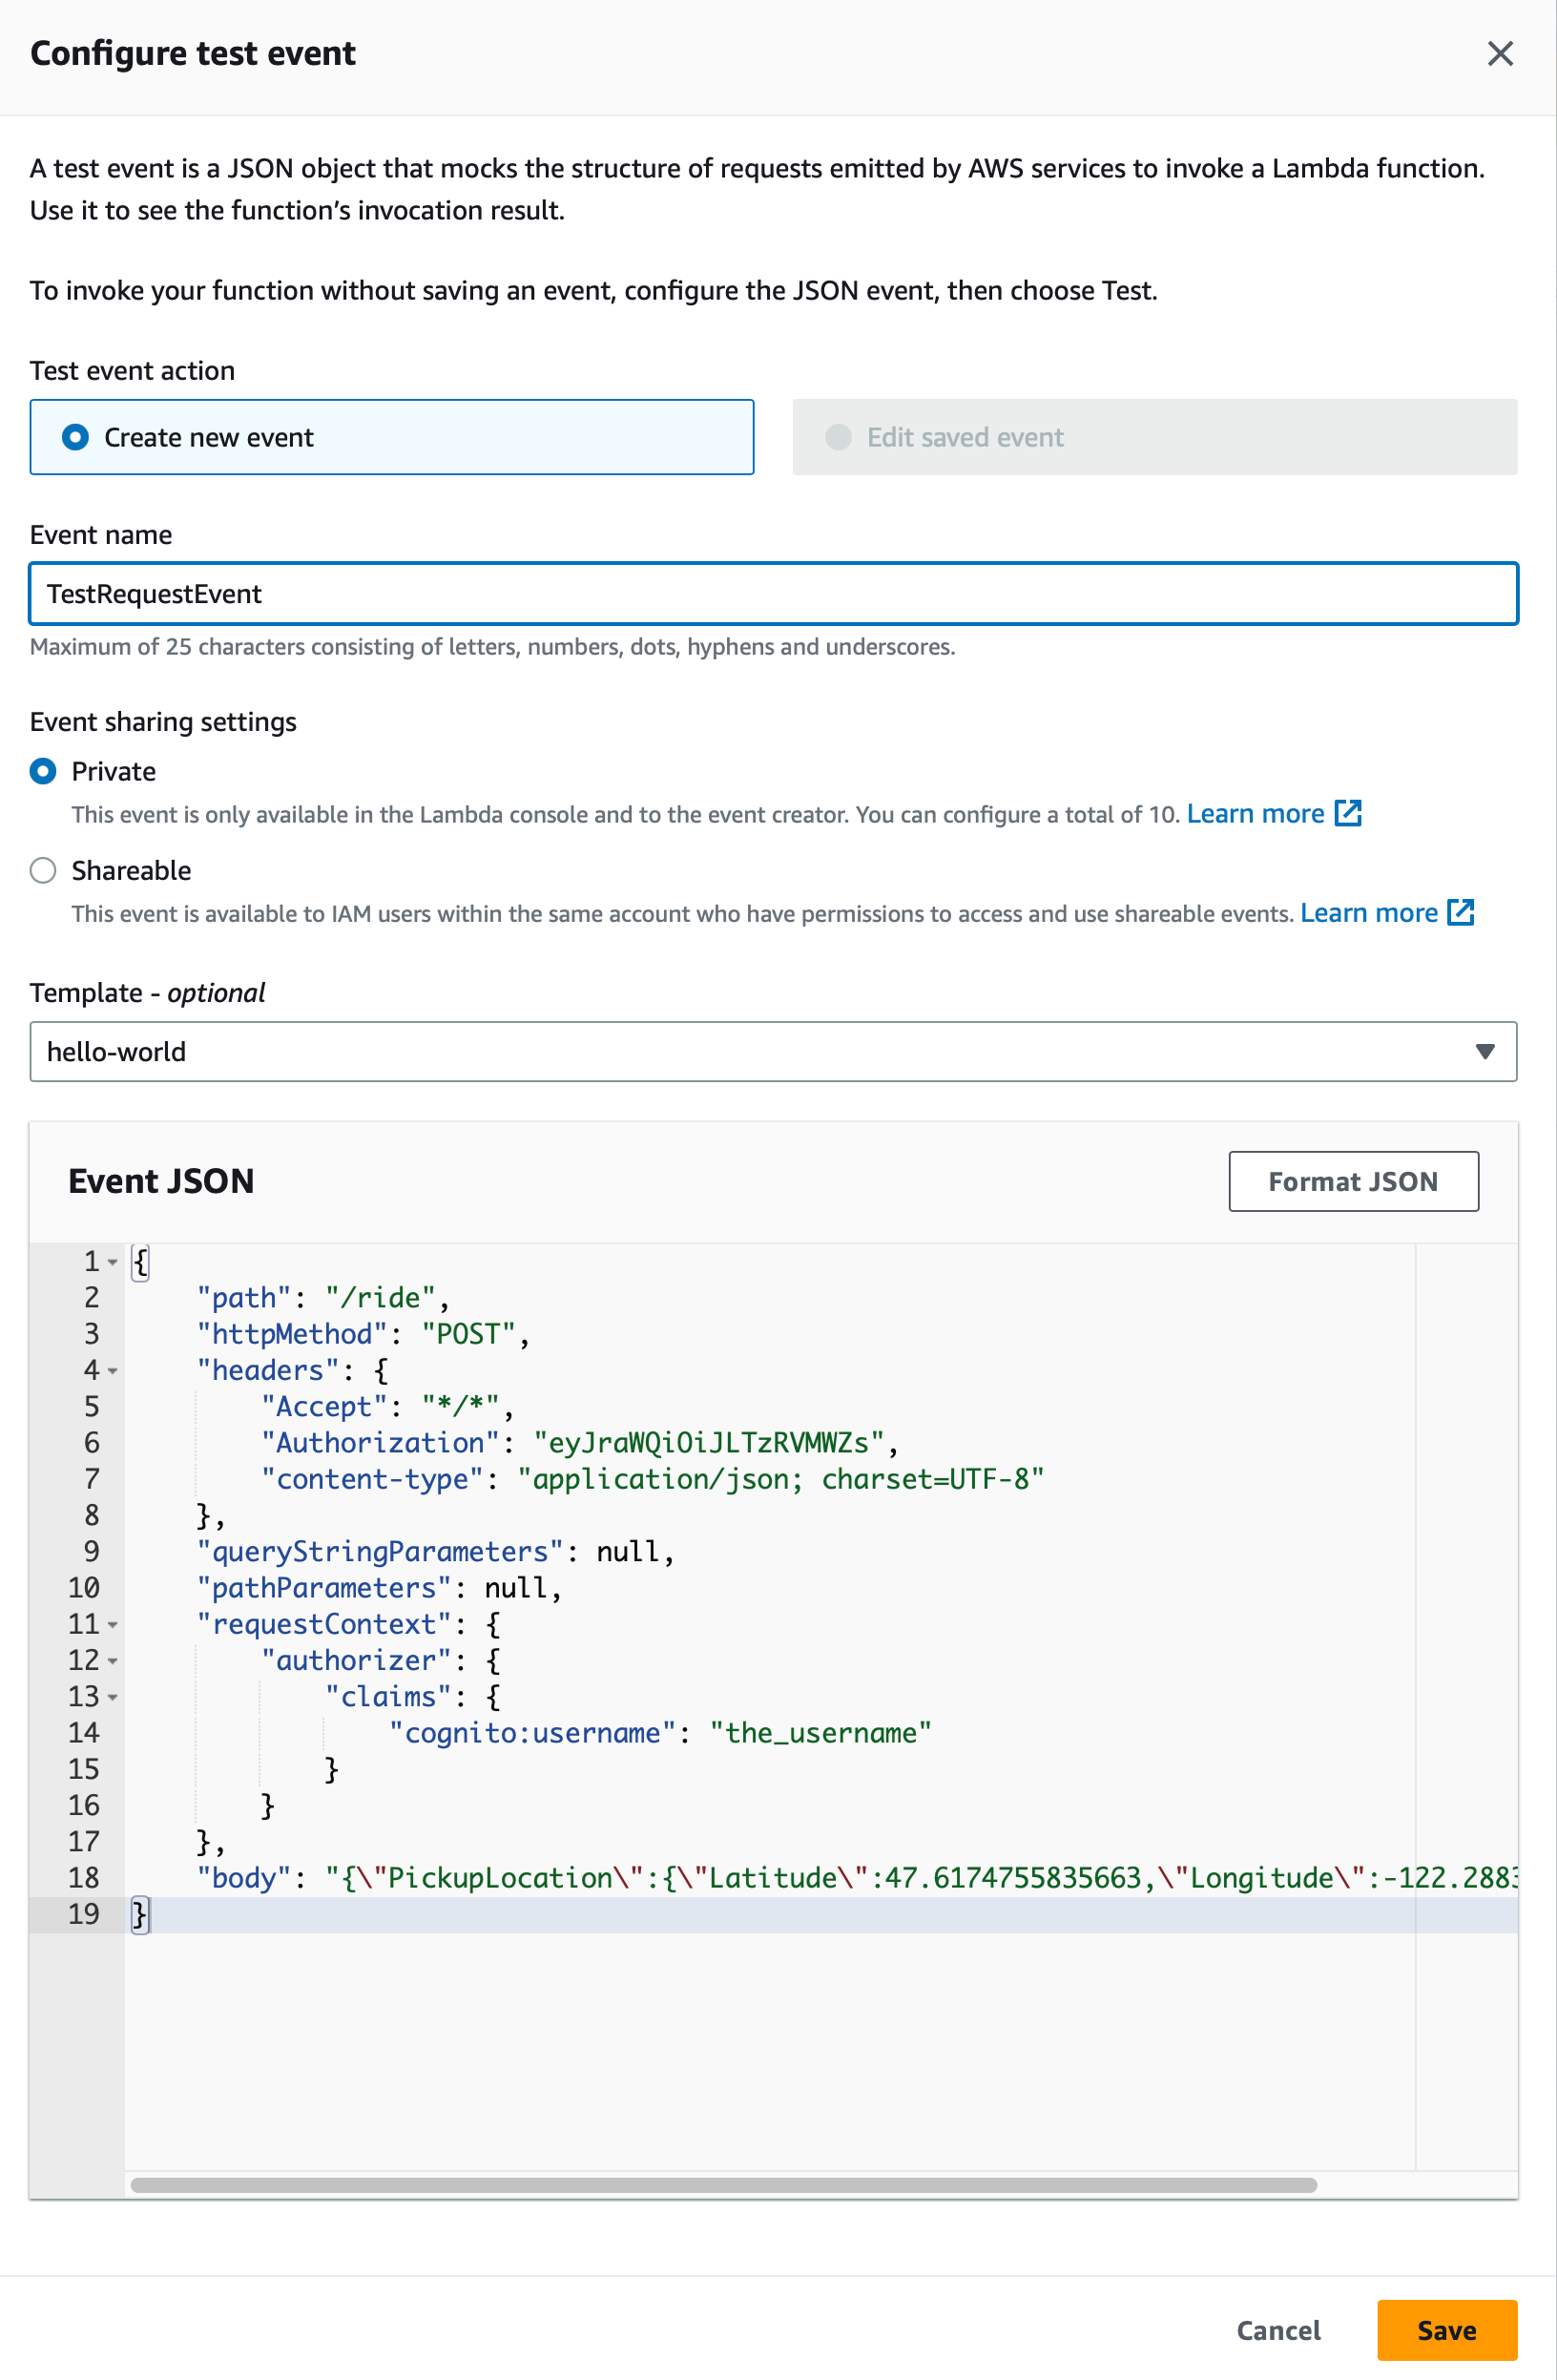 Configure test event
A test event is a JSON object that mocks the structure of requests emitted by AWS services to invoke a Lambda function.
Use it to see the function’s invocation result.
To invoke your function without saving an event, configure the JSON event, then choose Test.
Test event action
Create new event
Edit saved event
Event name
TestRequestEvent
Maximum of 25 characters consisting of letters, numbers, dots, hyphens and underscores.
Event sharing settings
Private
This event is only available in the Lambda console and to the event creator. You can configure a total of 10. Learn more
Shareable
This event is available to IAM users within the same account who have permissions to access and use shareable events. Learn more
Template - optional
hello-world
Event JSON
Format JSON
1 {
2     "path": "/ride",
3     "httpMethod": "POST",
4     "headers": {
5         "Accept": "*/*",
6         "Authorization": "eyJraWQiOiJLTzRVMWZs",
7         "content-type": "application/json; charset=UTF-8"
8     },
9     "queryStringParameters": null,
10     "pathParameters": null,
11     "requestContext": {
12         "authorizer": {
13             "claims": {
14                 "cognito:username": "the_username"
15             }
16         }
17     },
18     "body": "{\"PickupLocation\":{\"Latitude\":47.6174755835663,\"Longitude\":-122.288
19 }
Cancel
Save